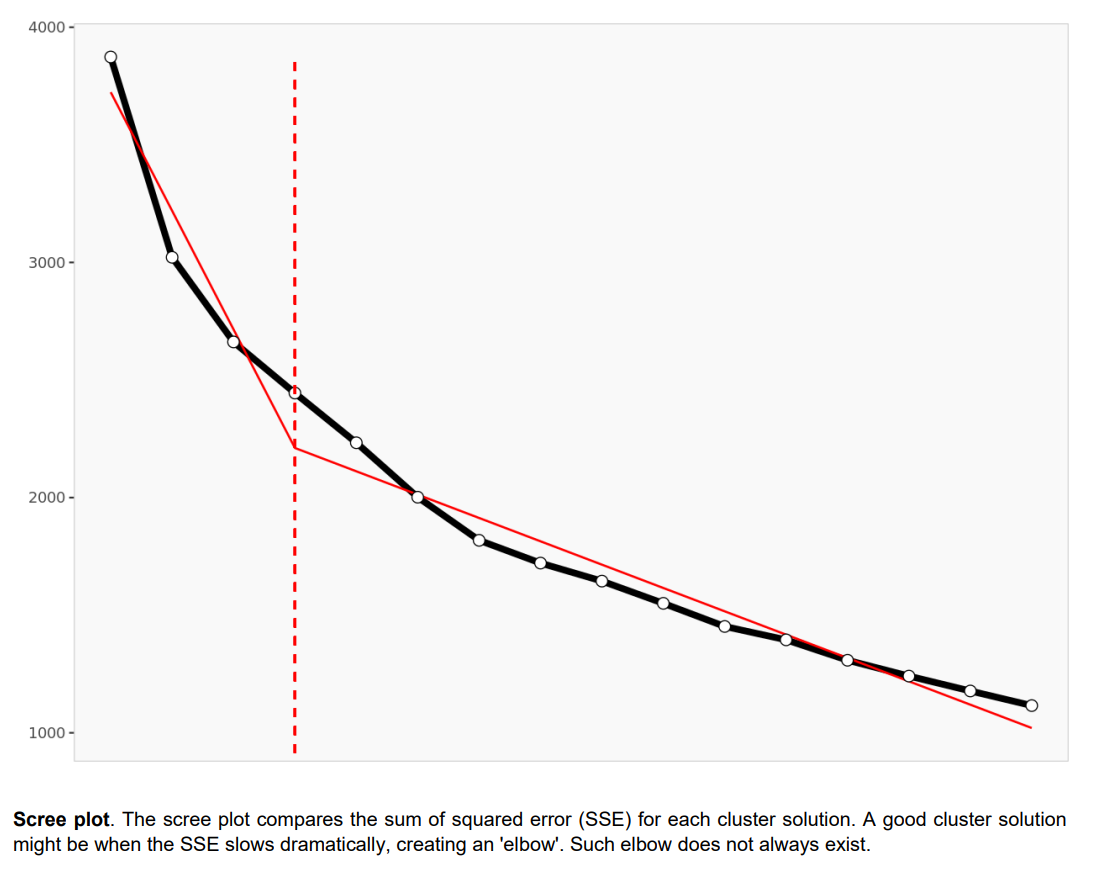 4000
3000
2000
1000
Scree plot. The scree plot compares the sum of squared error (SSE) for each cluster solution. A good cluster solution
might be when the SSE slows dramatically, creating an 'elbow'. Such elbow does not always exist.